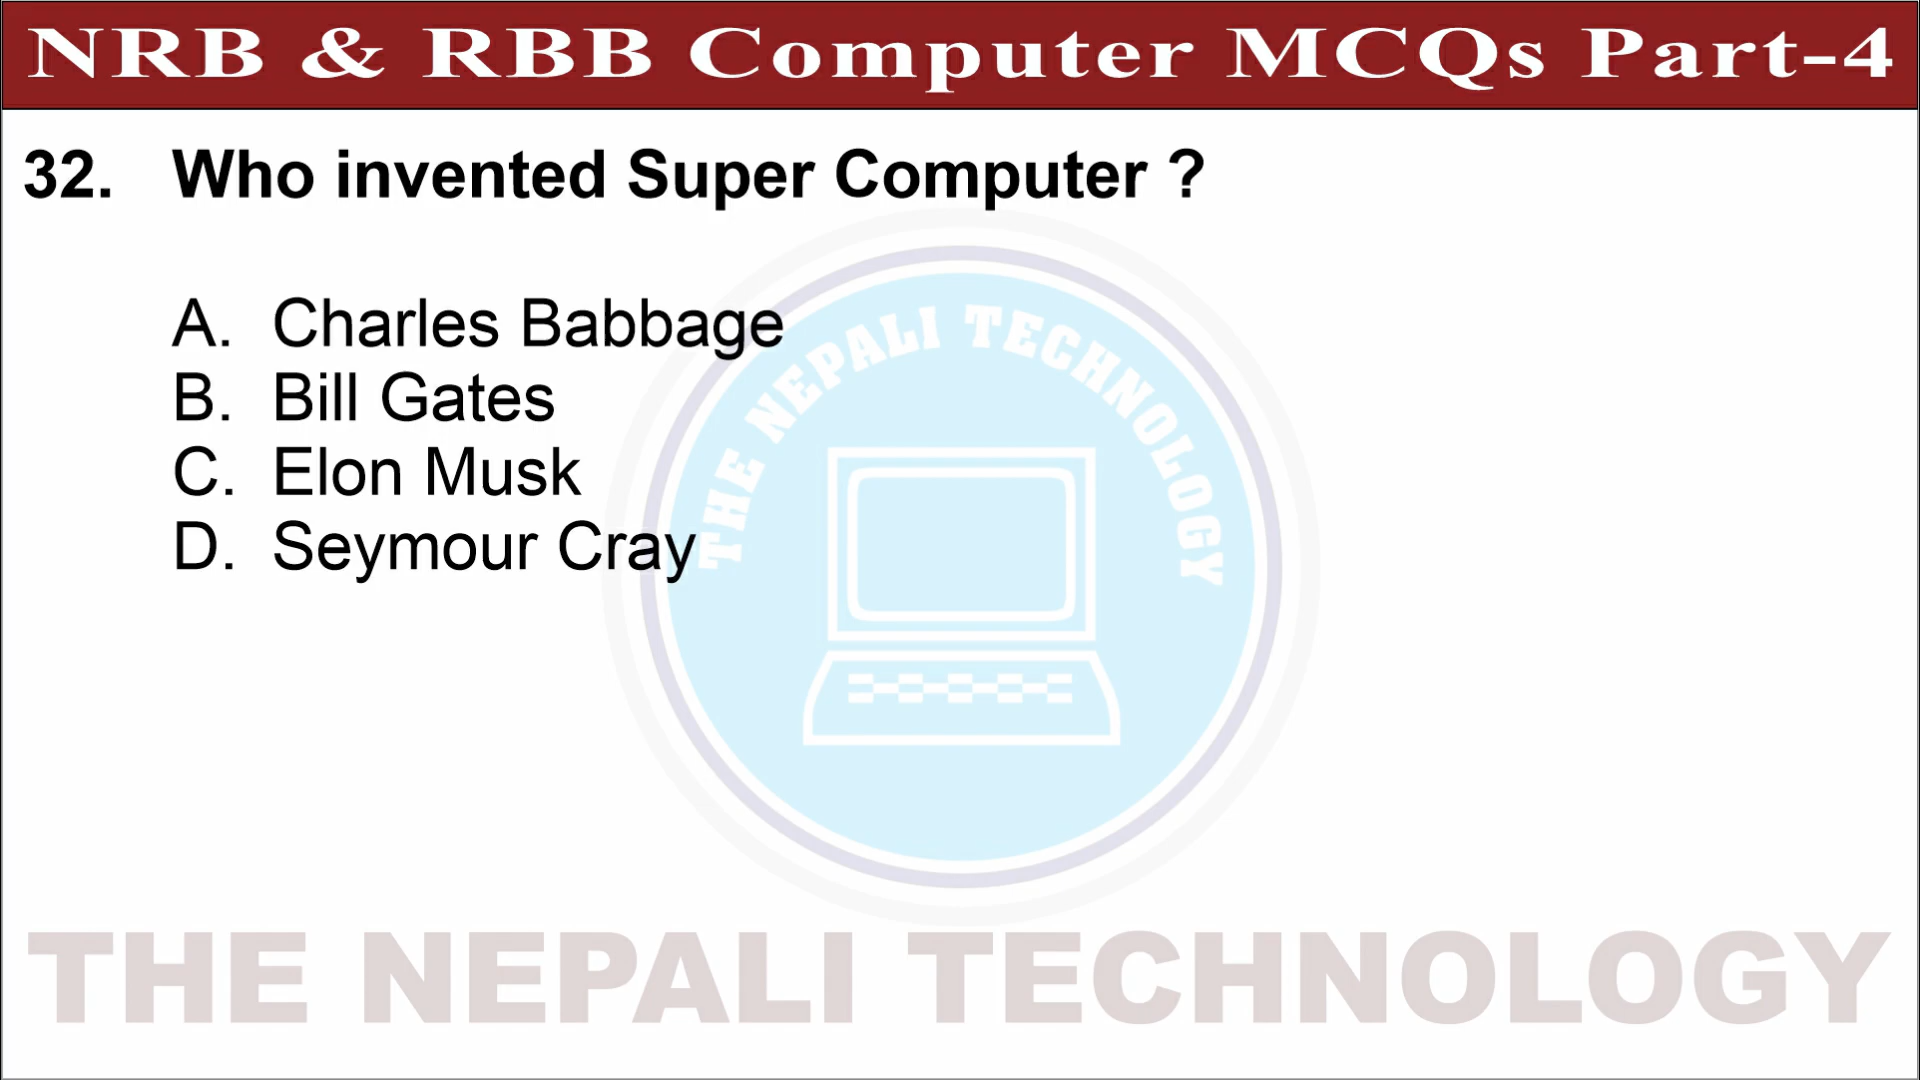 NRB & RBB Computer MCQs Part-4
32. Who invented Super Computer ?
A. Charles Babbage
B. Bill Gates
C. Elon Musk
D. Seymour Cray
THE NEPALI TECHNOLOGY
THE NEPALI TECHNOLOGY